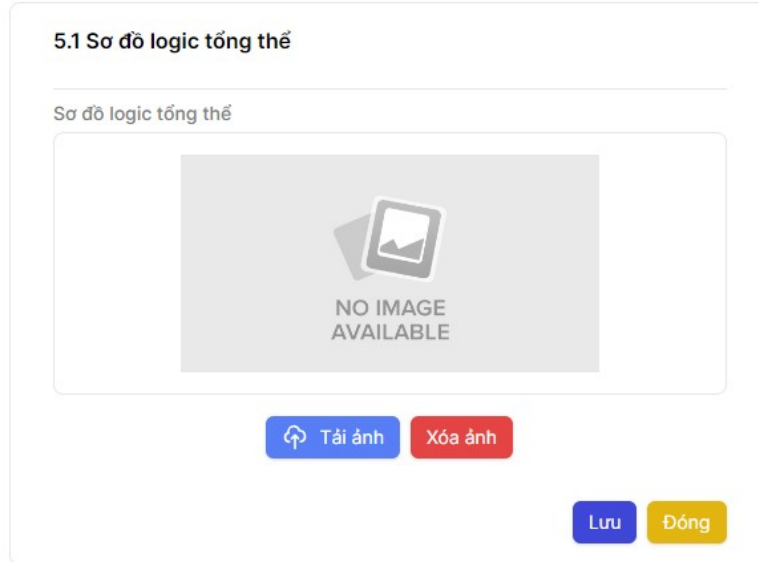 5.1 Sơ đồ logic tổng thể
Sơ đồ logic tổng thể
NO IMAGE
AVAILABLE
Tải ảnh
Xóa ảnh
Lưu
Đóng